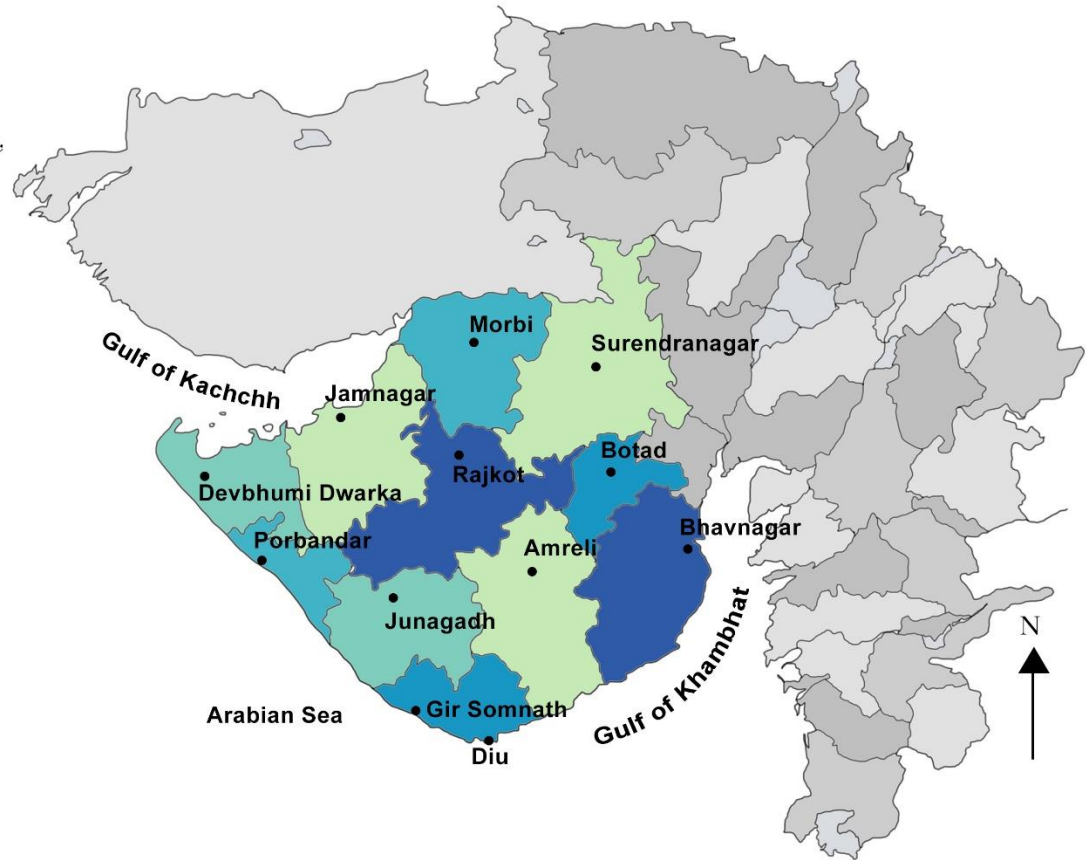 Morbi
Surendranagar
Gulf of Kachchh
Jamnagar
Botad
Rajkot
Devbhumi Dwarka
Bhavnagar
Porbandar
Amreli
Junagadh
N
Gulf of Khambhat
Gir Somnath
Arabian Sea
Diu